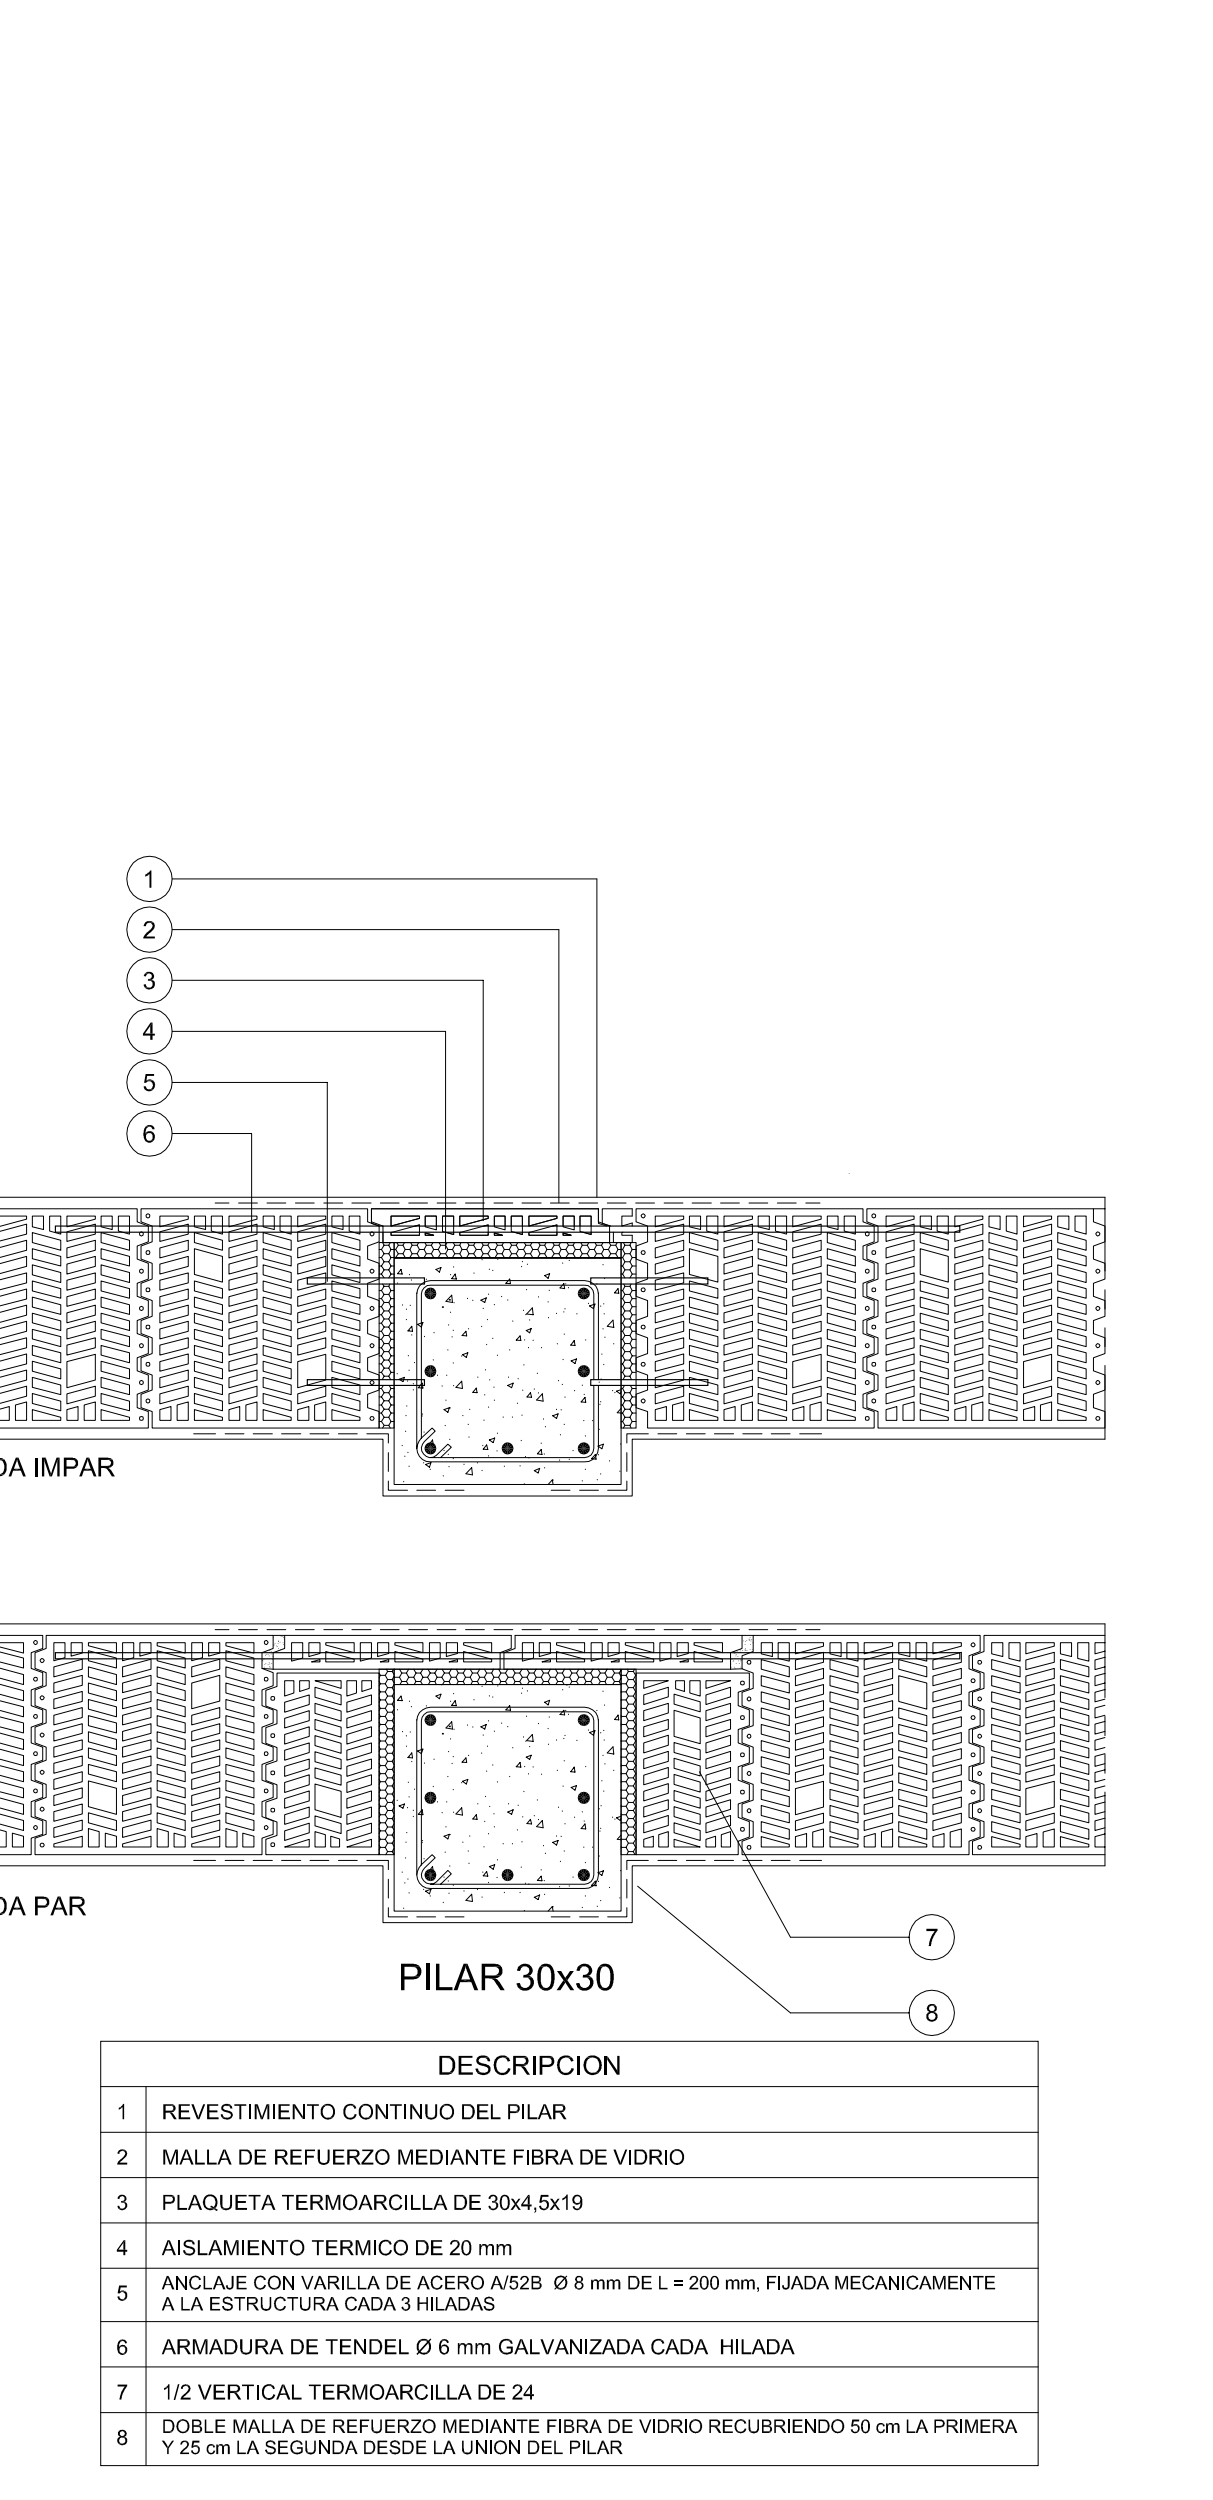 1
2
3
4
5
6
DA IMPAR
DA PAR
7
PILAR 30x30
8
DESCRIPCION
1 REVESTIMIENTO CONTINUO DEL PILAR
2 MALLA DE REFUERZO MEDIANTE FIBRA DE VIDRIO
3 PLAQUETA TERMOARCILLA DE 30x4,5x19
4 AISLAMIENTO TERMICO DE 20 mm
5 ANCLAJE CON VARILLA DE ACERO A/52B Ø 8 mm DE L = 200 mm, FIJADA MECANICAMENTE
A LA ESTRUCTURA CADA 3 HILADAS
6 ARMADURA DE TENDEL Ø 6 mm GALVANIZADA CADA HILADA
7 1/2 VERTICAL TERMOARCILLA DE 24
8 DOBLE MALLA DE REFUERZO MEDIANTE FIBRA DE VIDRIO RECUBRIENDO 50 cm LA PRIMERA
Y 25 cm LA SEGUNDA DESDE LA UNION DEL PILAR